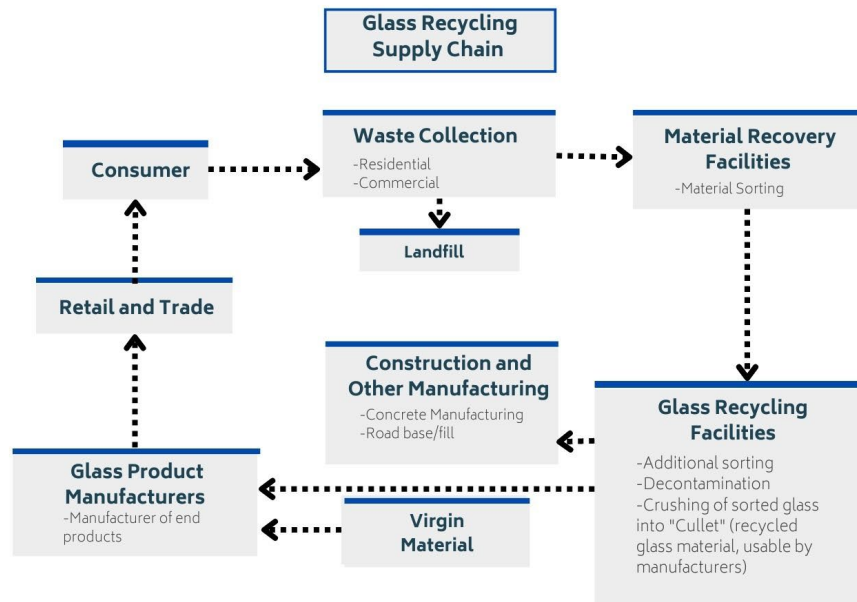 Glass Recycling
Supply Chain
Waste Collection
-Residential
-Commercial
Material Recovery
Facilities
-Material Sorting
Consumer
Landfill
Retail and Trade
Construction and
Other Manufacturing
-Concrete Manufacturing
-Road base/fill
Glass Recycling
Facilities
-Additional sorting
-Decontamination
-Crushing of sorted glass
into "Cullet" (recycled
glass material, usable by
manufacturers)
Glass Product
Manufacturers
-Manufacturer of end
products
Virgin
Material